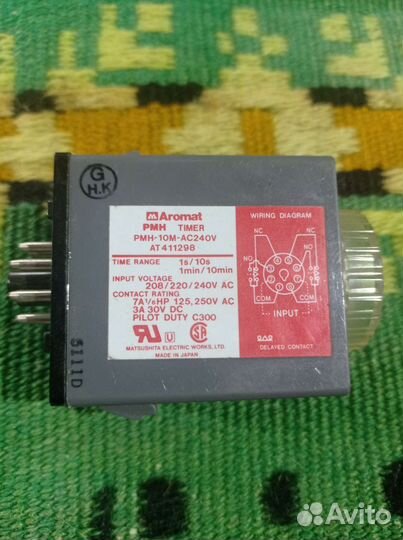 G
H.K
Aromat
PMH TIMER
PMH-10M-AC240V
AT411298
TIME RANGE 1s/10s
1min/10min
INPUT VOLTAGE
208/220/240V AC
CONTACT RATING
7A 1/6HP 125,250V AC
3A 30V DC
PILOT DUTY C300
MATSUSHITA ELECTRIC WORKS, LTD.
MADE IN JAPAN
WIRING DIAGRAM
NC NC
NO NO
COM. COM.
INPUT
DELAYED CONTACT
5111D
Avito